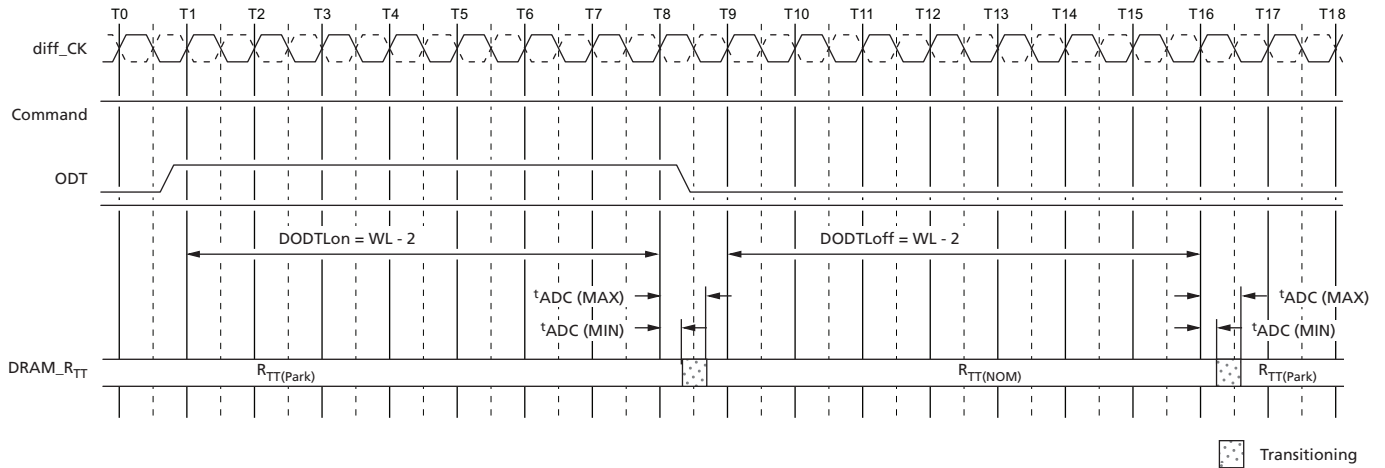 T0 T1 T2 T3 T4 T5 T6 T7 T8 T9 T10 T11 T12 T13 T14 T15 T16 T17 T18
diff_CK
Command
ODT
DODTLon = WL - 2 DODTLoff = WL - 2
tADC (MAX) tADC (MAX)
tADC (MIN) tADC (MIN)
DRAM_RTT RTT(Park) RTT(NOM) RTT(Park)
Transitioning